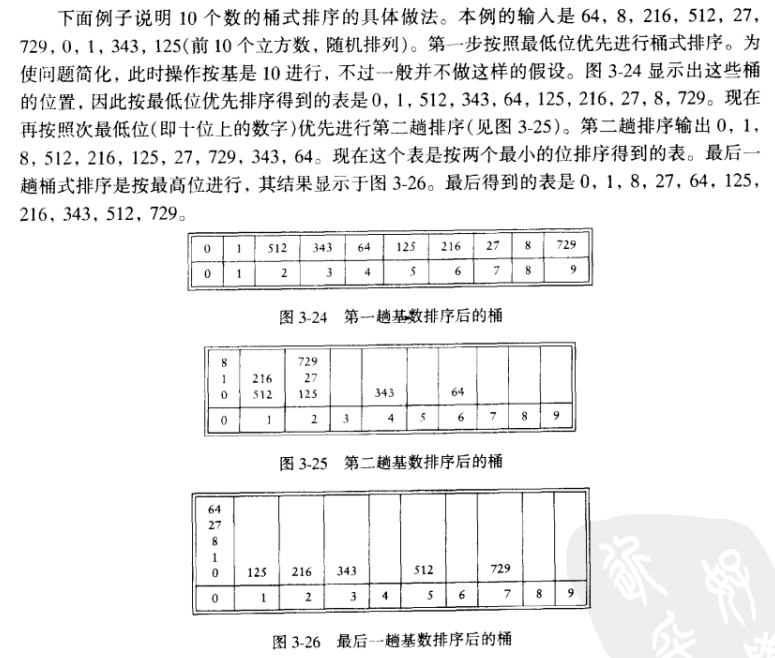 下面例子说明 10 个数的桶式排序的具体做法。本例的输入是 64, 8, 216, 512, 27,
729, 0, 1, 343, 125(前 10 个立方数, 随机排列)。第一步按照最低位优先进行桶式排序。为
使问题简化, 此时操作按基是 10 进行, 不过一般并不做这样的假设。图 3-24 显示出这些桶
的位置, 因此按最低位优先排序得到的表是 0, 1, 512, 343, 64, 125, 216, 27, 8, 729。现在
再按照次最低位(即十位上的数字)优先进行第二趟排序(见图 3-25)。第二趟排序输出 0, 1,
8, 512, 216, 125, 27, 729, 343, 64。现在这个表是按两个最小的位排序得到的表。最后一
趟桶式排序是按最高位进行, 其结果显示于图 3-26。最后得到的表是 0, 1, 8, 27, 64, 125,
216, 343, 512, 729。
0 1 512 343 64 125 216 27 8 729
0 1 2 3 4 5 6 7 8 9
图 3-24 第一趟基数排序后的桶
8 729
1 216 27
0 512 125 343 64
0 1 2 3 4 5 6 7 8 9
图 3-25 第二趟基数排序后的桶
64
27
8
1
0 125 216 343 512 729
0 1 2 3 4 5 6 7 8 9
图 3-26 最后一趟基数排序后的桶